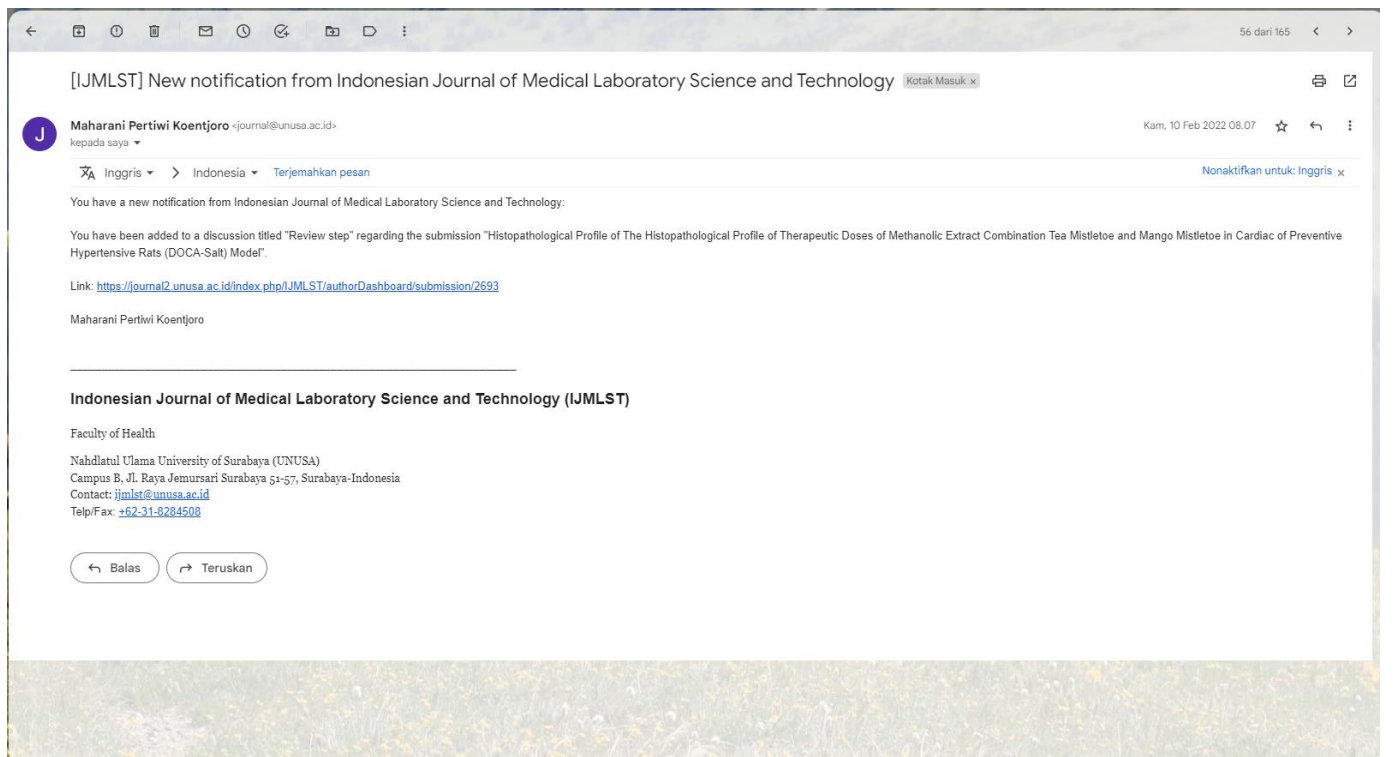 56 dari 165
[IJMLST] New notification from Indonesian Journal of Medical Laboratory Science and Technology Kotak Masuk x
J
Maharani Pertiwi Koentjoro <journal@unusa.ac.id>
Kam, 10 Feb 2022 08.07
kepada saya
Inggris > Indonesia Terjemahkan pesan
Nonaktifkan untuk: Inggris x
You have a new notification from Indonesian Journal of Medical Laboratory Science and Technology:
You have been added to a discussion titled "Review step" regarding the submission "Histopathological Profile of The Histopathological Profile of Therapeutic Doses of Methanolic Extract Combination Tea Mistletoe and Mango Mistletoe in Cardiac of Preventive
Hypertensive Rats (DOCA-Salt) Model".
Link: https://journal2.unusa.ac.id/index.php/IJMLST/authorDashboard/submission/2693
Maharani Pertiwi Koentjoro
Indonesian Journal of Medical Laboratory Science and Technology (IJMLST)
Faculty of Health
Nahdlatul Ulama University of Surabaya (UNUSA)
Campus B, Jl. Raya Jemursari Surabaya 51-57, Surabaya-Indonesia
Contact: ijmlst@unusa.ac.id
Telp/Fax: +62-31-8284508
Balas
Teruskan